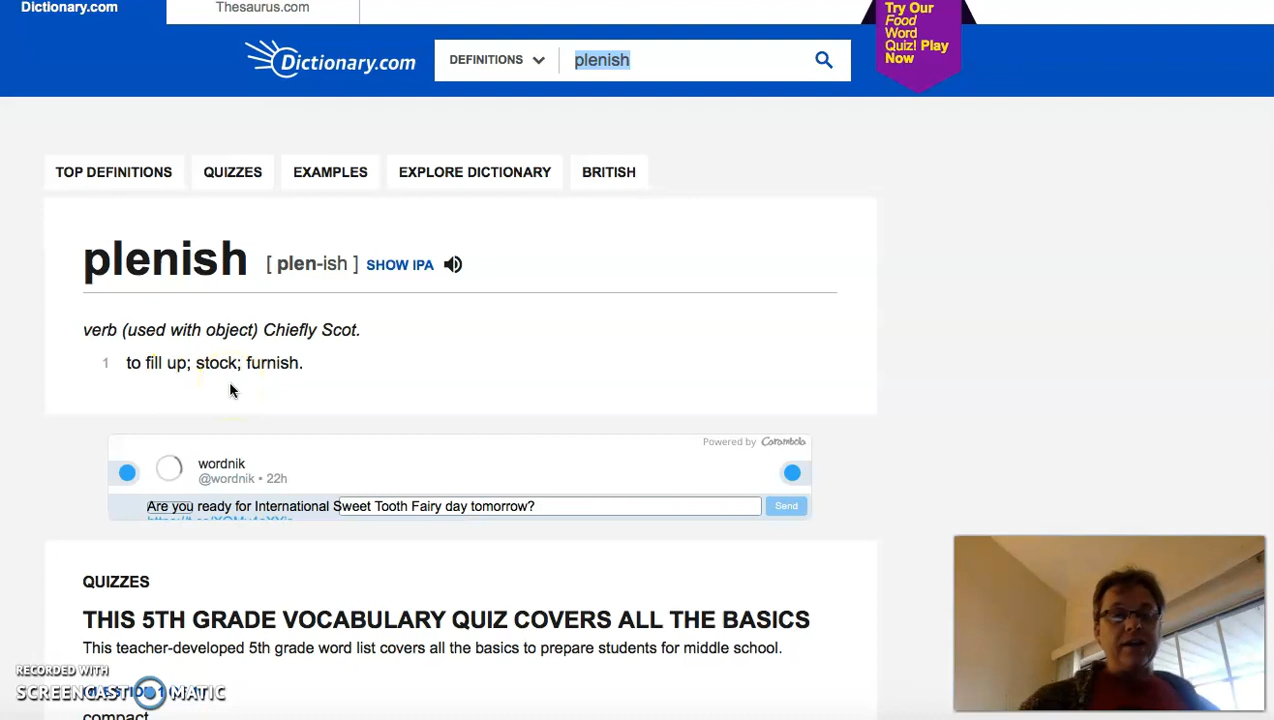 Dictionary.com
Thesaurus.com
Try Our
Food
Word
Quiz! Play
Now
Dictionary.com
DEFINITIONS
plenish
TOP DEFINITIONS
QUIZZES
EXAMPLES
EXPLORE DICTIONARY
BRITISH
plenish [ plen-ish ] SHOW IPA
verb (used with object) Chiefly Scot.
1 to fill up; stock; furnish.
Powered by Carambola
wordnik
@wordnik • 22h
Are you ready for International Sweet Tooth Fairy day tomorrow?
Send
QUIZZES
THIS 5TH GRADE VOCABULARY QUIZ COVERS ALL THE BASICS
This teacher-developed 5th grade word list covers all the basics to prepare students for middle school.
RECORDED WITH
SCREENCAST-O-MATIC
compact